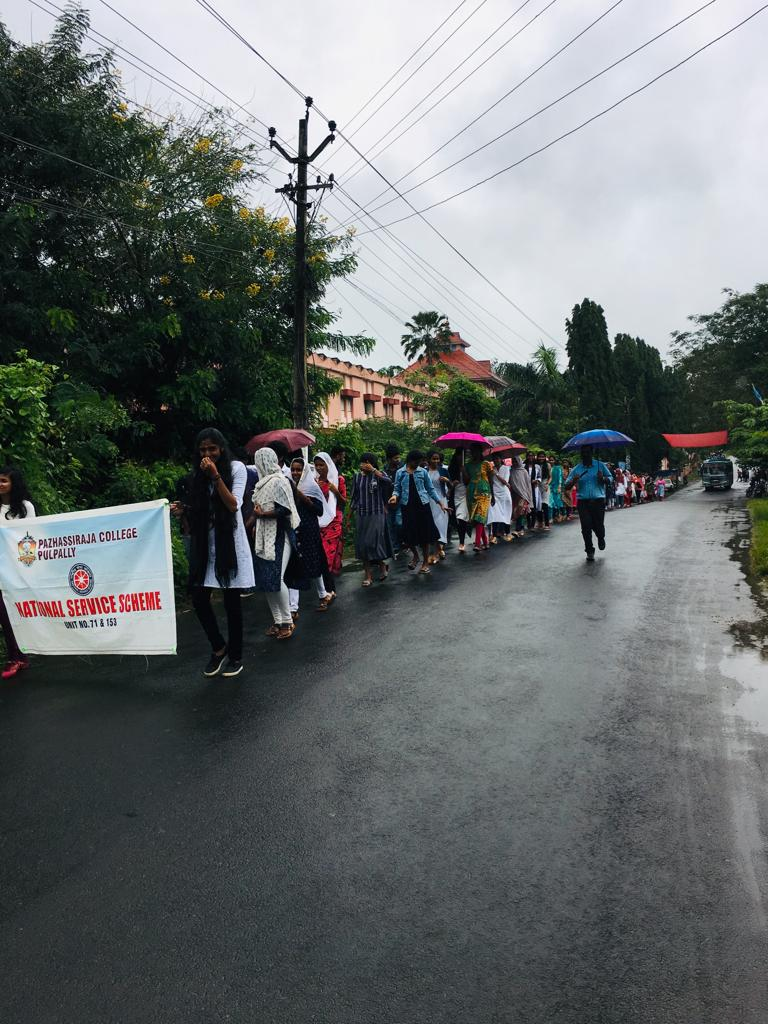 PAZHASSIRAJA COLLEGE
PULPALLY
NATIONAL SERVICE SCHEME
UNIT NO. 71 & 153